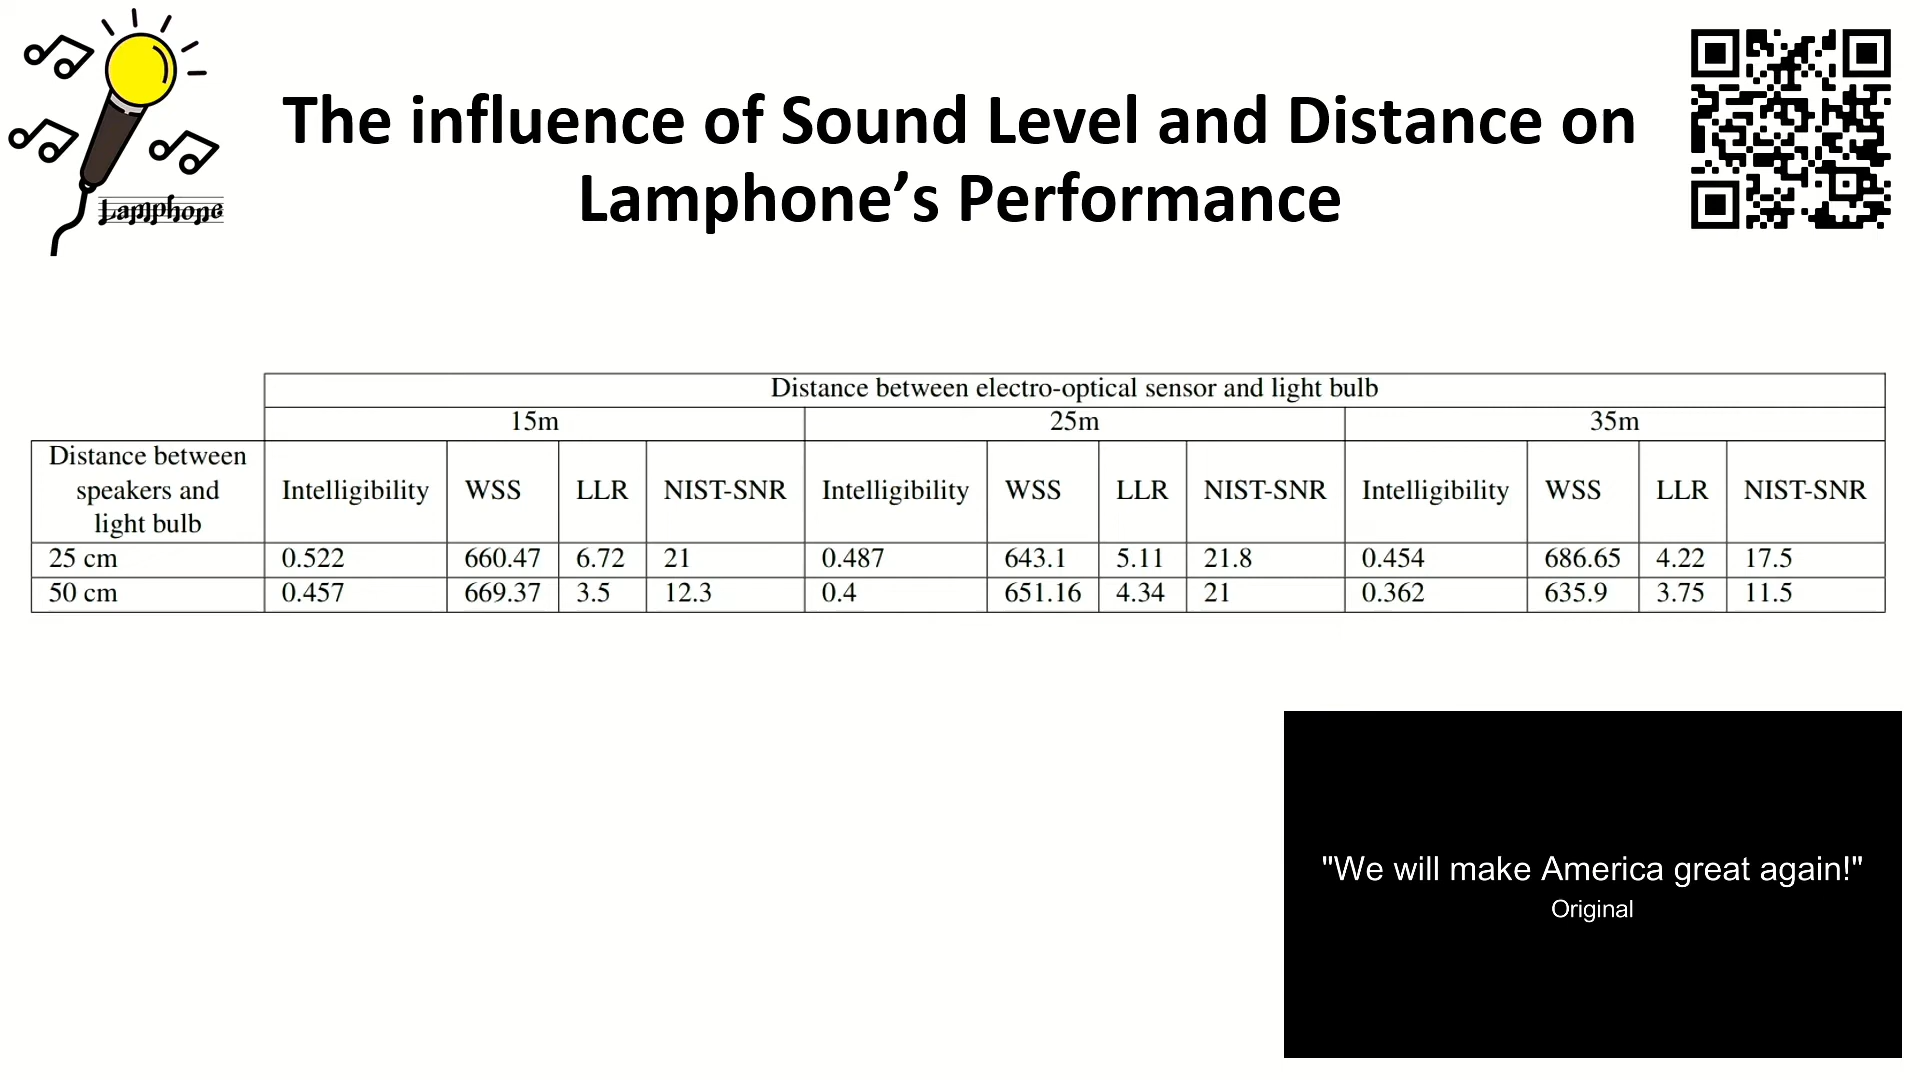 Lamphone
The influence of Sound Level and Distance on
Lamphone’s Performance
Distance between electro-optical sensor and light bulb
15m 25m 35m
Distance between
speakers and
light bulb
Intelligibility WSS LLR NIST-SNR Intelligibility WSS LLR NIST-SNR Intelligibility WSS LLR NIST-SNR
25 cm 0.522 660.47 6.72 21 0.487 643.1 5.11 21.8 0.454 686.65 4.22 17.5
50 cm 0.457 669.37 3.5 12.3 0.4 651.16 4.34 21 0.362 635.9 3.75 11.5
"We will make America great again!"
Original